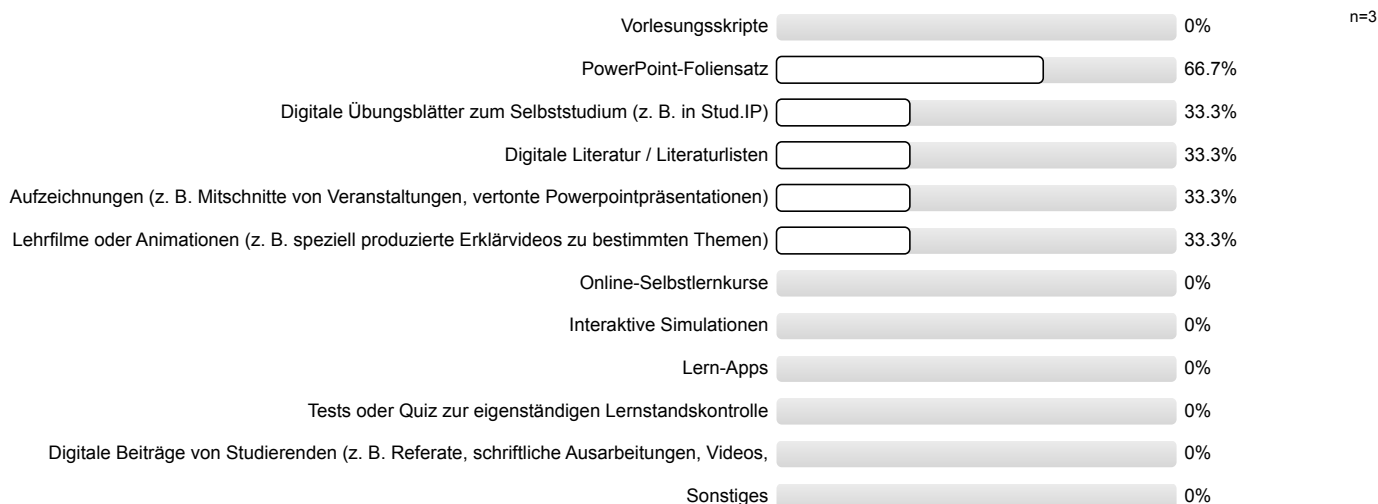 n=3
Vorlesungsskripte 0%
PowerPoint-Foliensatz 66.7%
Digitale Übungsblätter zum Selbststudium (z. B. in Stud.IP) 33.3%
Digitale Literatur / Literaturlisten 33.3%
Aufzeichnungen (z. B. Mitschnitte von Veranstaltungen, vertonte Powerpointpräsentationen) 33.3%
Lehrfilme oder Animationen (z. B. speziell produzierte Erklärvideos zu bestimmten Themen) 33.3%
Online-Selbstlernkurse 0%
Interaktive Simulationen 0%
Lern-Apps 0%
Tests oder Quiz zur eigenständigen Lernstandskontrolle 0%
Digitale Beiträge von Studierenden (z. B. Referate, schriftliche Ausarbeitungen, Videos, 0%
Sonstiges 0%